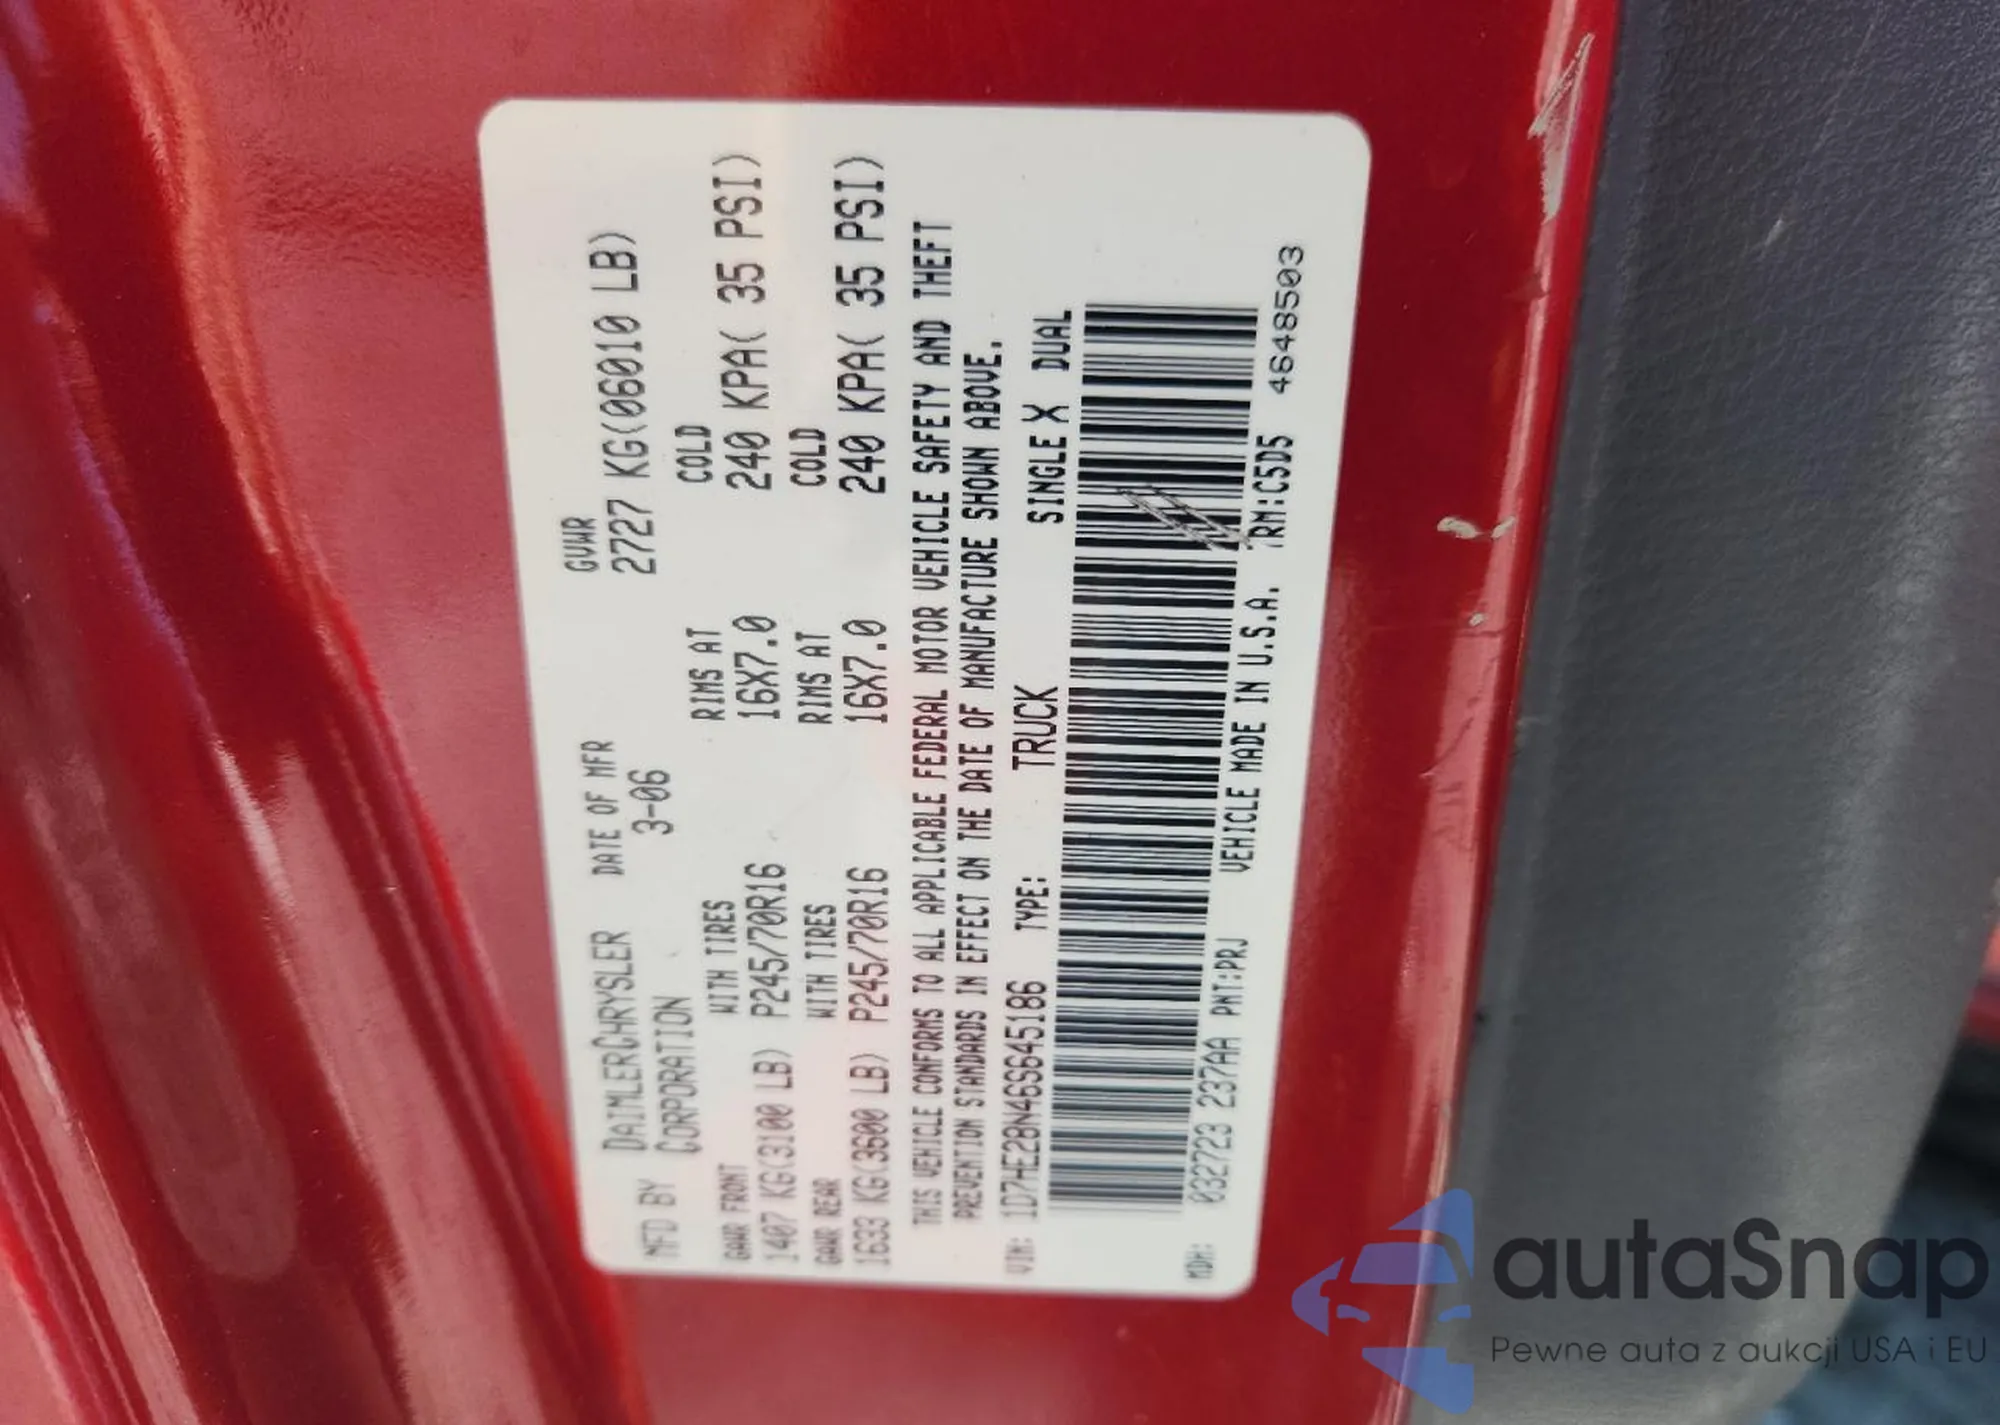 MFD BY DAIMLERCHRYSLER DATE OF MFR GVWR
CORPORATION 3-06 2727 KG(06010 LB)
GAWR FRONT WITH TIRES RIMS AT COLD
1407 KG(3100 LB) P245/70R16 16X7.0 240 KPA( 35 PSI)
GAWR REAR WITH TIRES RIMS AT COLD
1633 KG(3600 LB) P245/70R16 16X7.0 240 KPA( 35 PSI)
THIS VEHICLE CONFORMS TO ALL APPLICABLE FEDERAL MOTOR VEHICLE SAFETY AND THEFT
PREVENTION STANDARDS IN EFFECT ON THE DATE OF MANUFACTURE SHOWN ABOVE.
VIN: 1D7HE28N46S645186 TYPE: TRUCK SINGLE X DUAL
MDH: 032723 237AA PNT:PRJ VEHICLE MADE IN U.S.A. TRM:C5D5 4648503
autaSnap
Pewne auta z aukcji USA i EU